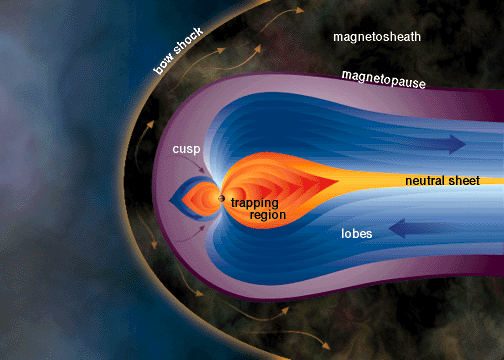 bow shock
magnetosheath
magnetopause
cusp
neutral sheet
trapping
region
lobes